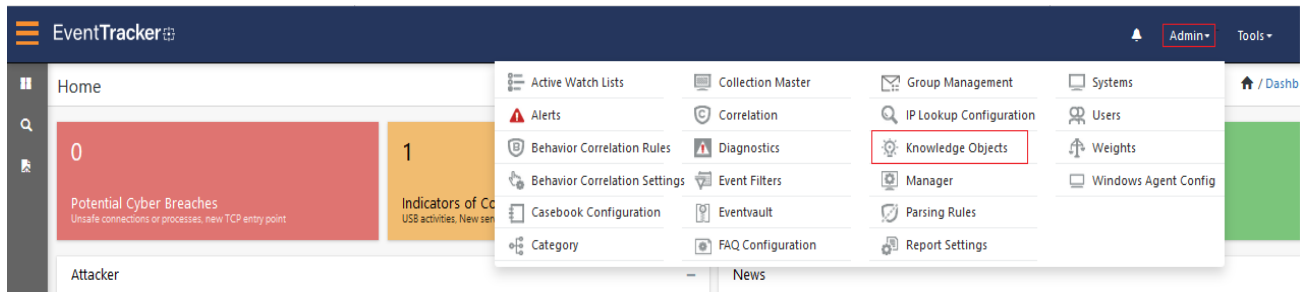 EventTracker
Admin
Tools
Home
/ Dashb
Active Watch Lists
Collection Master
Group Management
Systems
Alerts
Correlation
IP Lookup Configuration
Users
Behavior Correlation Rules
Diagnostics
Knowledge Objects
Weights
Behavior Correlation Settings
Event Filters
Manager
Windows Agent Config
Casebook Configuration
Eventvault
Parsing Rules
Category
FAQ Configuration
Report Settings
0
Potential Cyber Breaches
Unsafe connections or processes, new TCP entry point
1
Indicators of Co
USB activities, New sen
Attacker
News